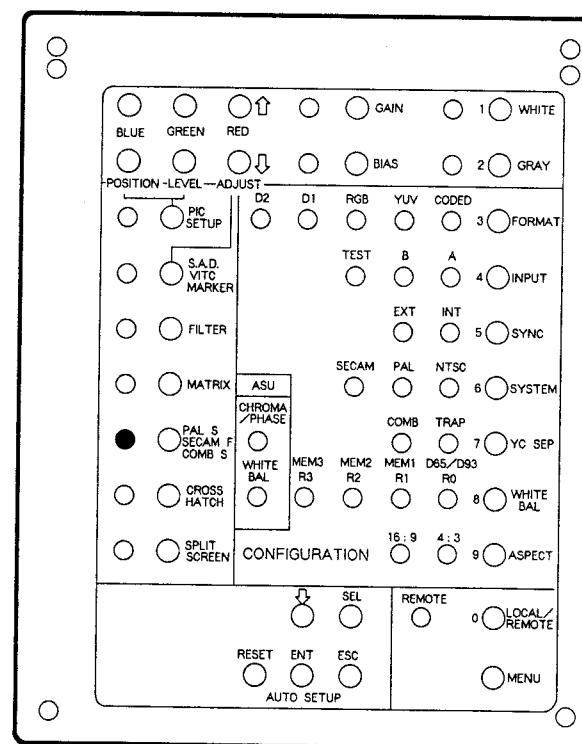 GAIN 1 WHITE
BLUE GREEN RED
BIAS 2 GRAY
POSITION LEVEL ADJUST
D2 D1 RGB YUV CODED
PIC
SETUP
3 FORMAT
TEST B A
S.A.D.
VITC
MARKER
4 INPUT
EXT INT
FILTER
5 SYNC
SECAM PAL NTSC
MATRIX
ASU
6 SYSTEM
CHROMA
/PHASE
COMB TRAP
PAL S
SECAM F
COMB S
7 YC SEP
WHITE
BAL
MEM3 MEM2 MEM1 D65/D93
R3 R2 R1 R0
CROSS
HATCH
8 WHITE
BAL
16:9 4:3
SPLIT
SCREEN
CONFIGURATION
9 ASPECT
SEL REMOTE
0 LOCAL/
REMOTE
RESET ENT ESC
MENU
AUTO SETUP